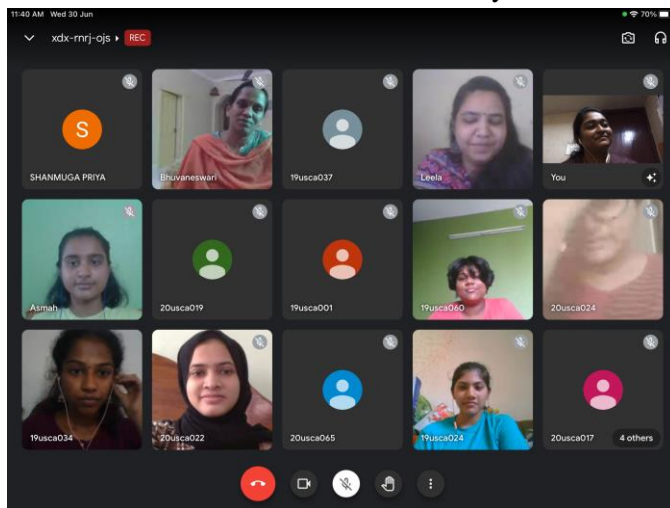 11:40 AM Wed 30 Jun
70%
xdx-rnrj-ojs
REC
S
SHANMUGA PRIYA
Bhuvaneswari
19usca037
Leela
You
Asmah
20usca019
19usca001
19usca060
20usca024
19usca034
20usca022
20usca065
19usca024
20usca017
4 others